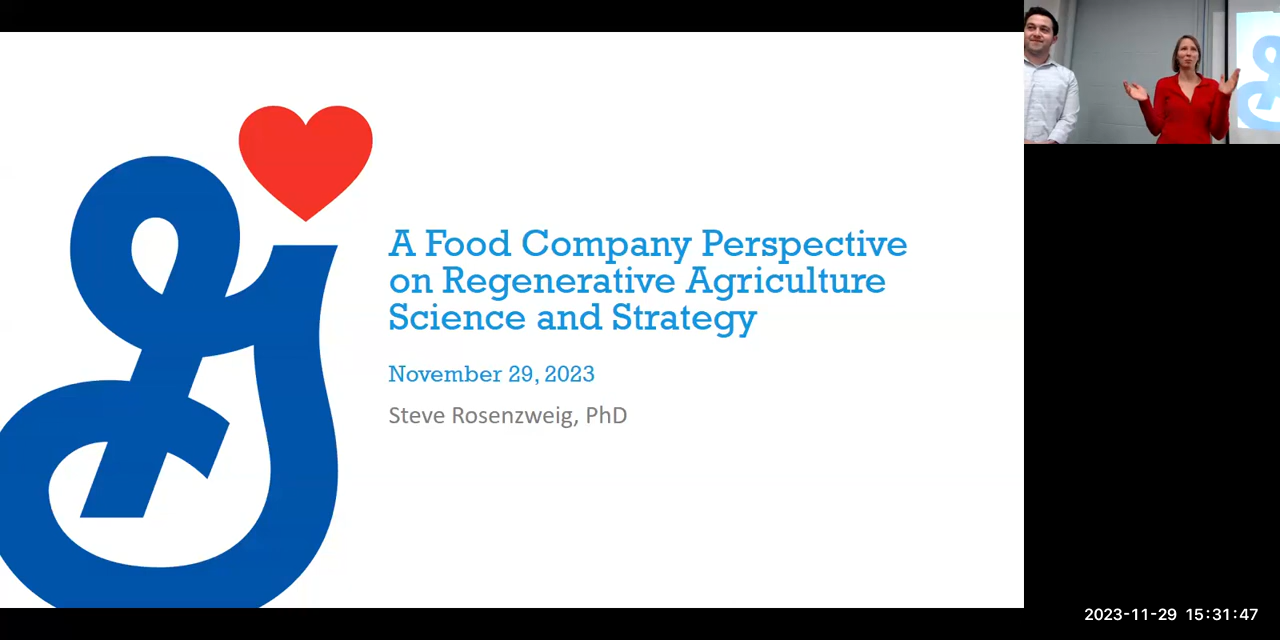 A Food Company Perspective
on Regenerative Agriculture
Science and Strategy
November 29, 2023
Steve Rosenzweig, PhD
2023-11-29 15:31:47